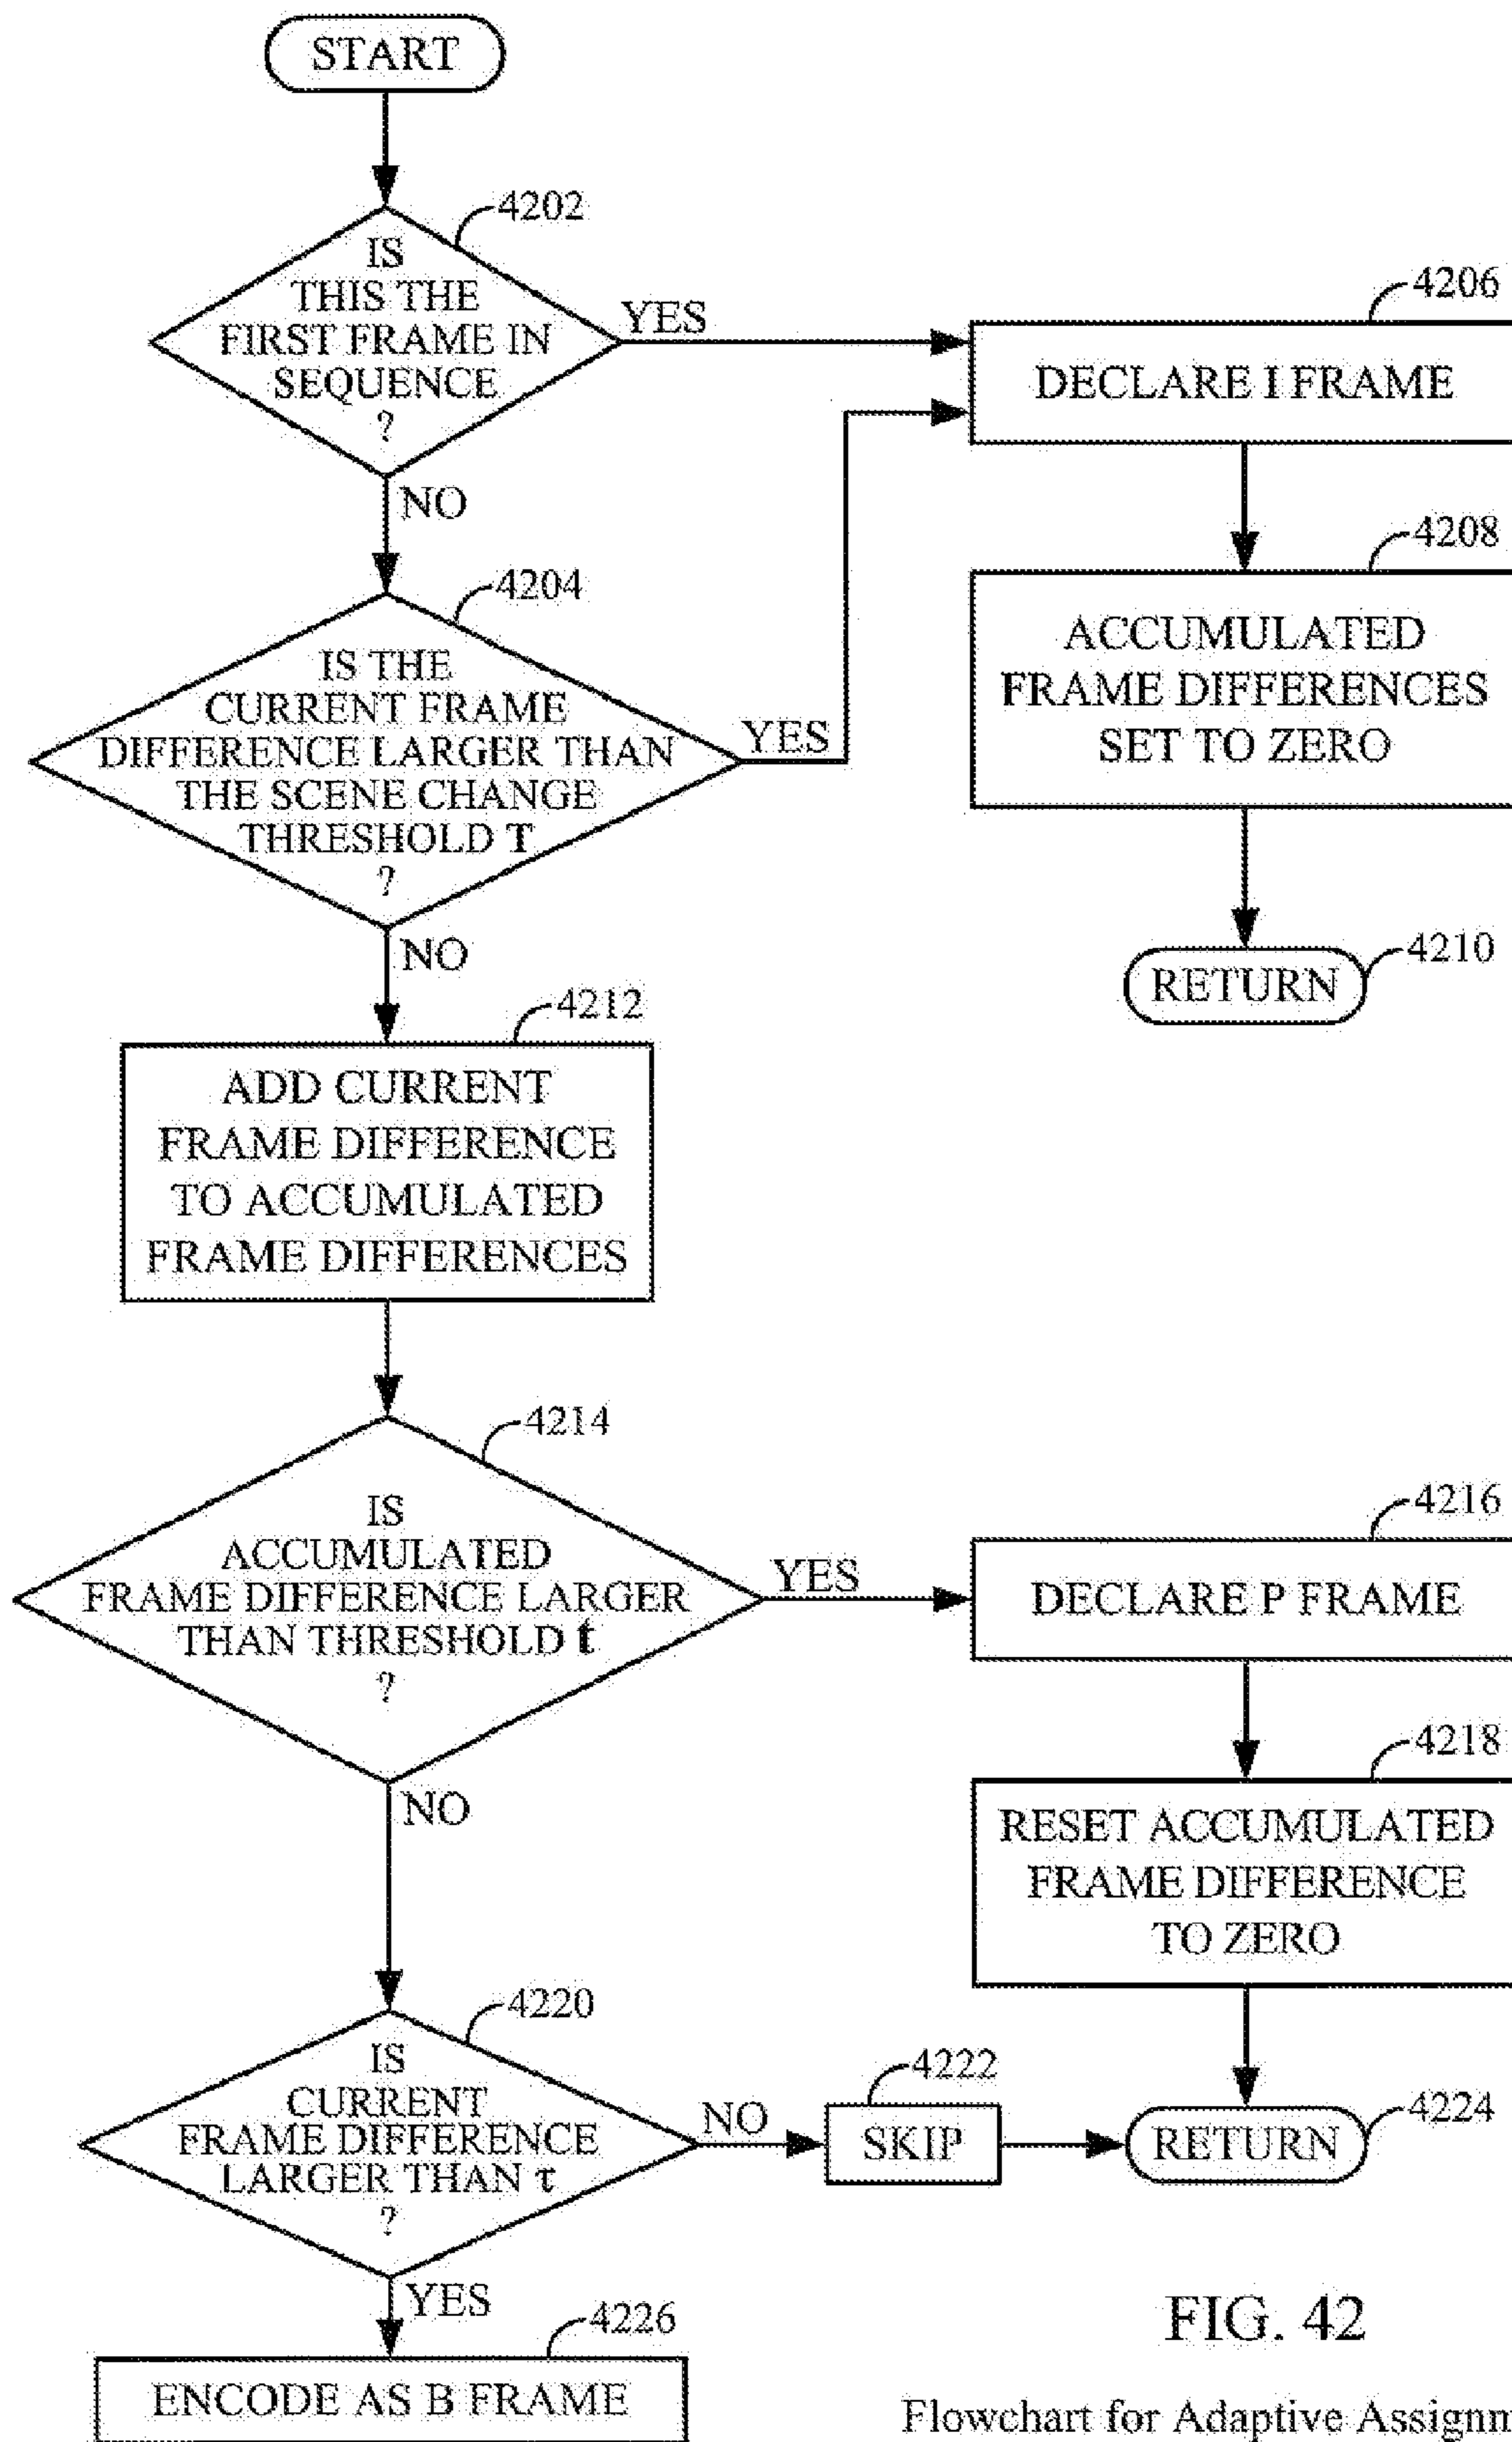 START
4202
IS
THIS THE
FIRST FRAME IN
SEQUENCE
?
YES
NO
4206
DECLARE I FRAME
4204
IS THE
CURRENT FRAME
DIFFERENCE LARGER THAN
THE SCENE CHANGE
THRESHOLD T
?
YES
NO
4208
ACCUMULATED
FRAME DIFFERENCES
SET TO ZERO
RETURN
4210
4212
ADD CURRENT
FRAME DIFFERENCE
TO ACCUMULATED
FRAME DIFFERENCES
4214
IS
ACCUMULATED
FRAME DIFFERENCE LARGER
THAN THRESHOLD t
?
YES
NO
4216
DECLARE P FRAME
4218
RESET ACCUMULATED
FRAME DIFFERENCE
TO ZERO
4220
IS
CURRENT
FRAME DIFFERENCE
LARGER THAN τ
?
NO
YES
4222
SKIP
RETURN
4224
4226
ENCODE AS B FRAME
FIG. 42
Flowchart for Adaptive